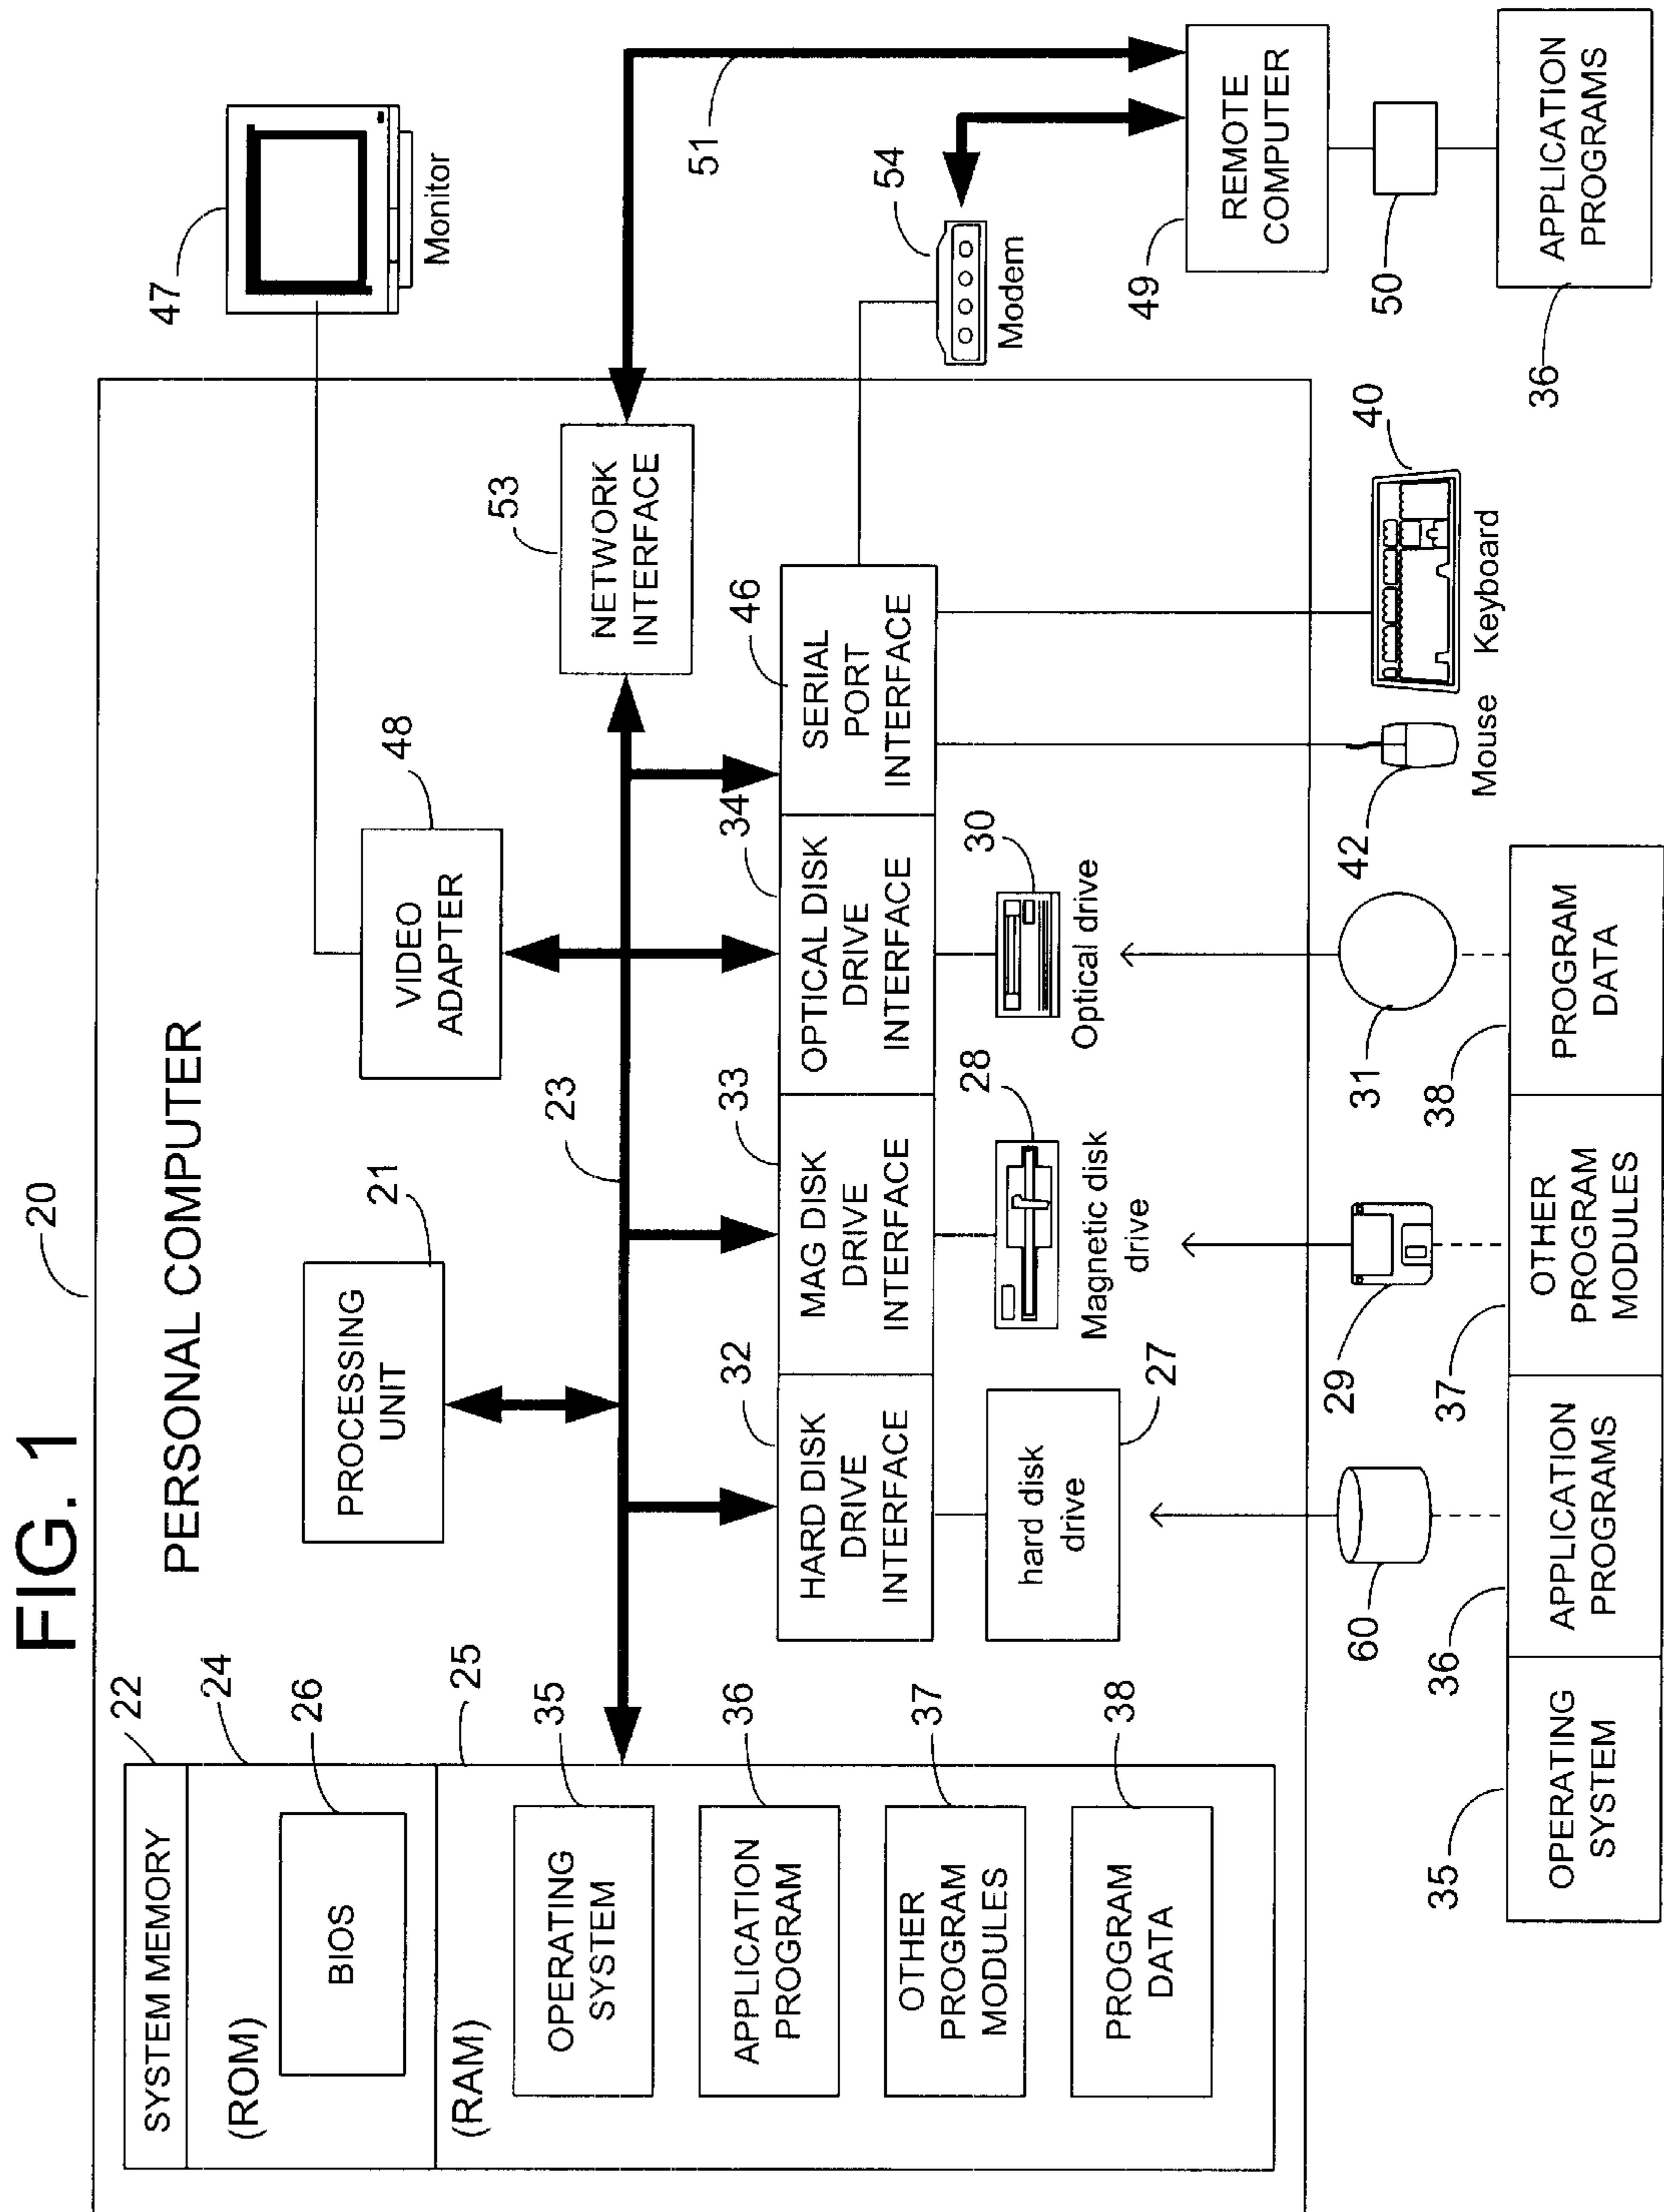 FIG. 1
20
PERSONAL COMPUTER
22
SYSTEM MEMORY
24
(ROM)
26
BIOS
25
(RAM)
35
OPERATING
SYSTEM
36
APPLICATION
PROGRAM
37
OTHER
PROGRAM
MODULES
38
PROGRAM
DATA
21
PROCESSING
UNIT
23
48
VIDEO
ADAPTER
47
Monitor
53
NETWORK
INTERFACE
51
32
HARD DISK
DRIVE
INTERFACE
33
MAG DISK
DRIVE
INTERFACE
34
OPTICAL DISK
DRIVE
INTERFACE
46
SERIAL
PORT
INTERFACE
54
Modem
27
hard disk
drive
28
Magnetic disk
drive
30
Optical drive
49
REMOTE
COMPUTER
50
36
APPLICATION
PROGRAMS
60
29
31
42
Mouse
40
Keyboard
35
OPERATING
SYSTEM
36
APPLICATION
PROGRAMS
37
OTHER
PROGRAM
MODULES
38
PROGRAM
DATA